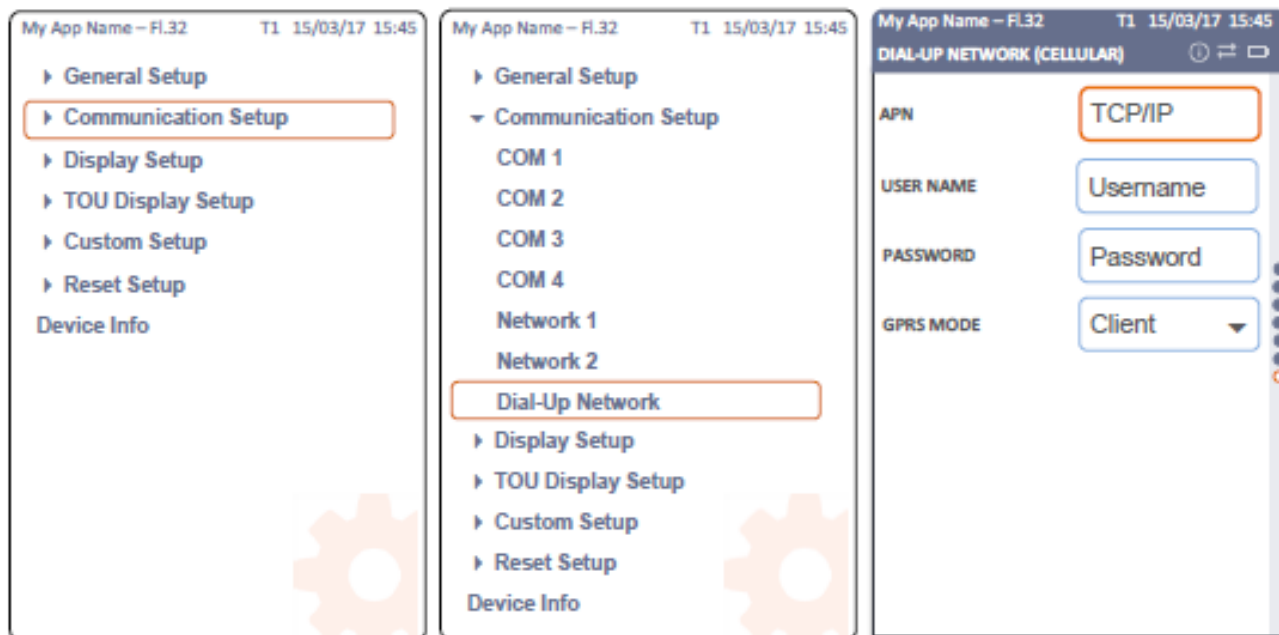 My App Name – Fl.32 T1 15/03/17 15:45
General Setup
Communication Setup
Display Setup
TOU Display Setup
Custom Setup
Reset Setup
Device Info
My App Name – Fl.32 T1 15/03/17 15:45
General Setup
Communication Setup
COM 1
COM 2
COM 3
COM 4
Network 1
Network 2
Dial-Up Network
Display Setup
TOU Display Setup
Custom Setup
Reset Setup
Device Info
My App Name – Fl.32 T1 15/03/17 15:45
DIAL-UP NETWORK (CELLULAR)
APN TCP/IP
USER NAME Username
PASSWORD Password
GPRS MODE Client